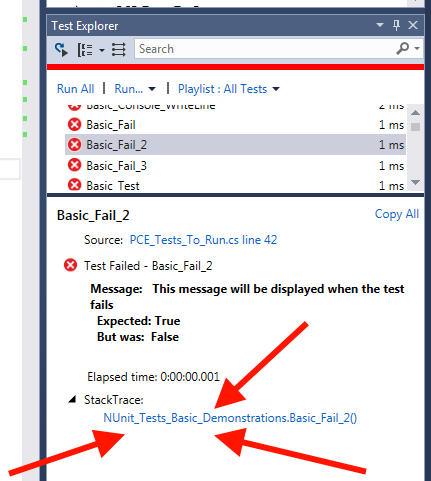 Test Explorer
Search
Run All | Run... | Playlist : All Tests
Basic_Console_WriteLine 1 ms
Basic_Fail 1 ms
Basic_Fail_2 1 ms
Basic_Fail_3 1 ms
Basic_Test 1 ms
Basic_Fail_2 Copy All
Source: PCE_Tests_To_Run.cs line 42
Test Failed - Basic_Fail_2
Message: This message will be displayed when the test
fails
Expected: True
But was: False
Elapsed time: 0:00:00.001
StackTrace:
NUnit_Tests_Basic_Demonstrations.Basic_Fail_2()